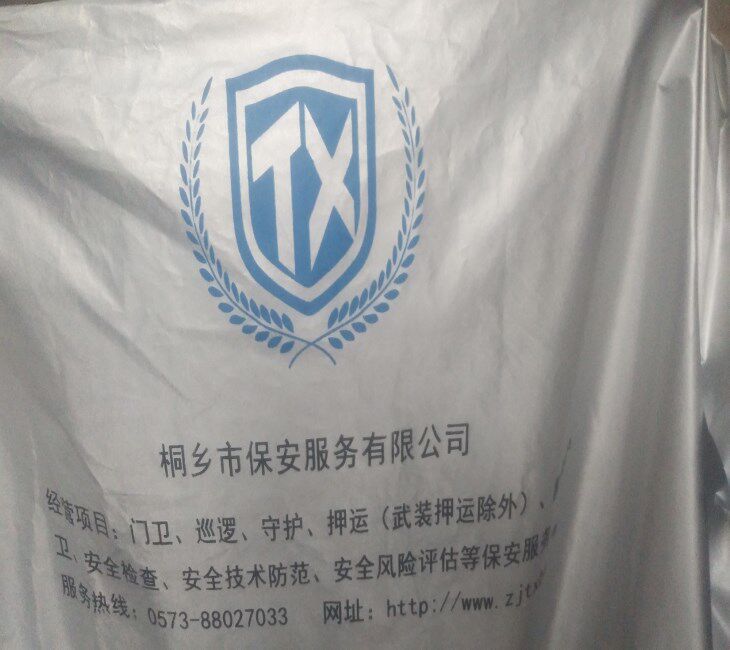 TX
桐乡市保安服务有限公司
经营项目：门卫、巡逻、守护、押运（武装押运除外）、
卫、安全检查、安全技术防范、安全风险评估等保安服务
服务热线：0573-88027033 网址：http://www.zjtx